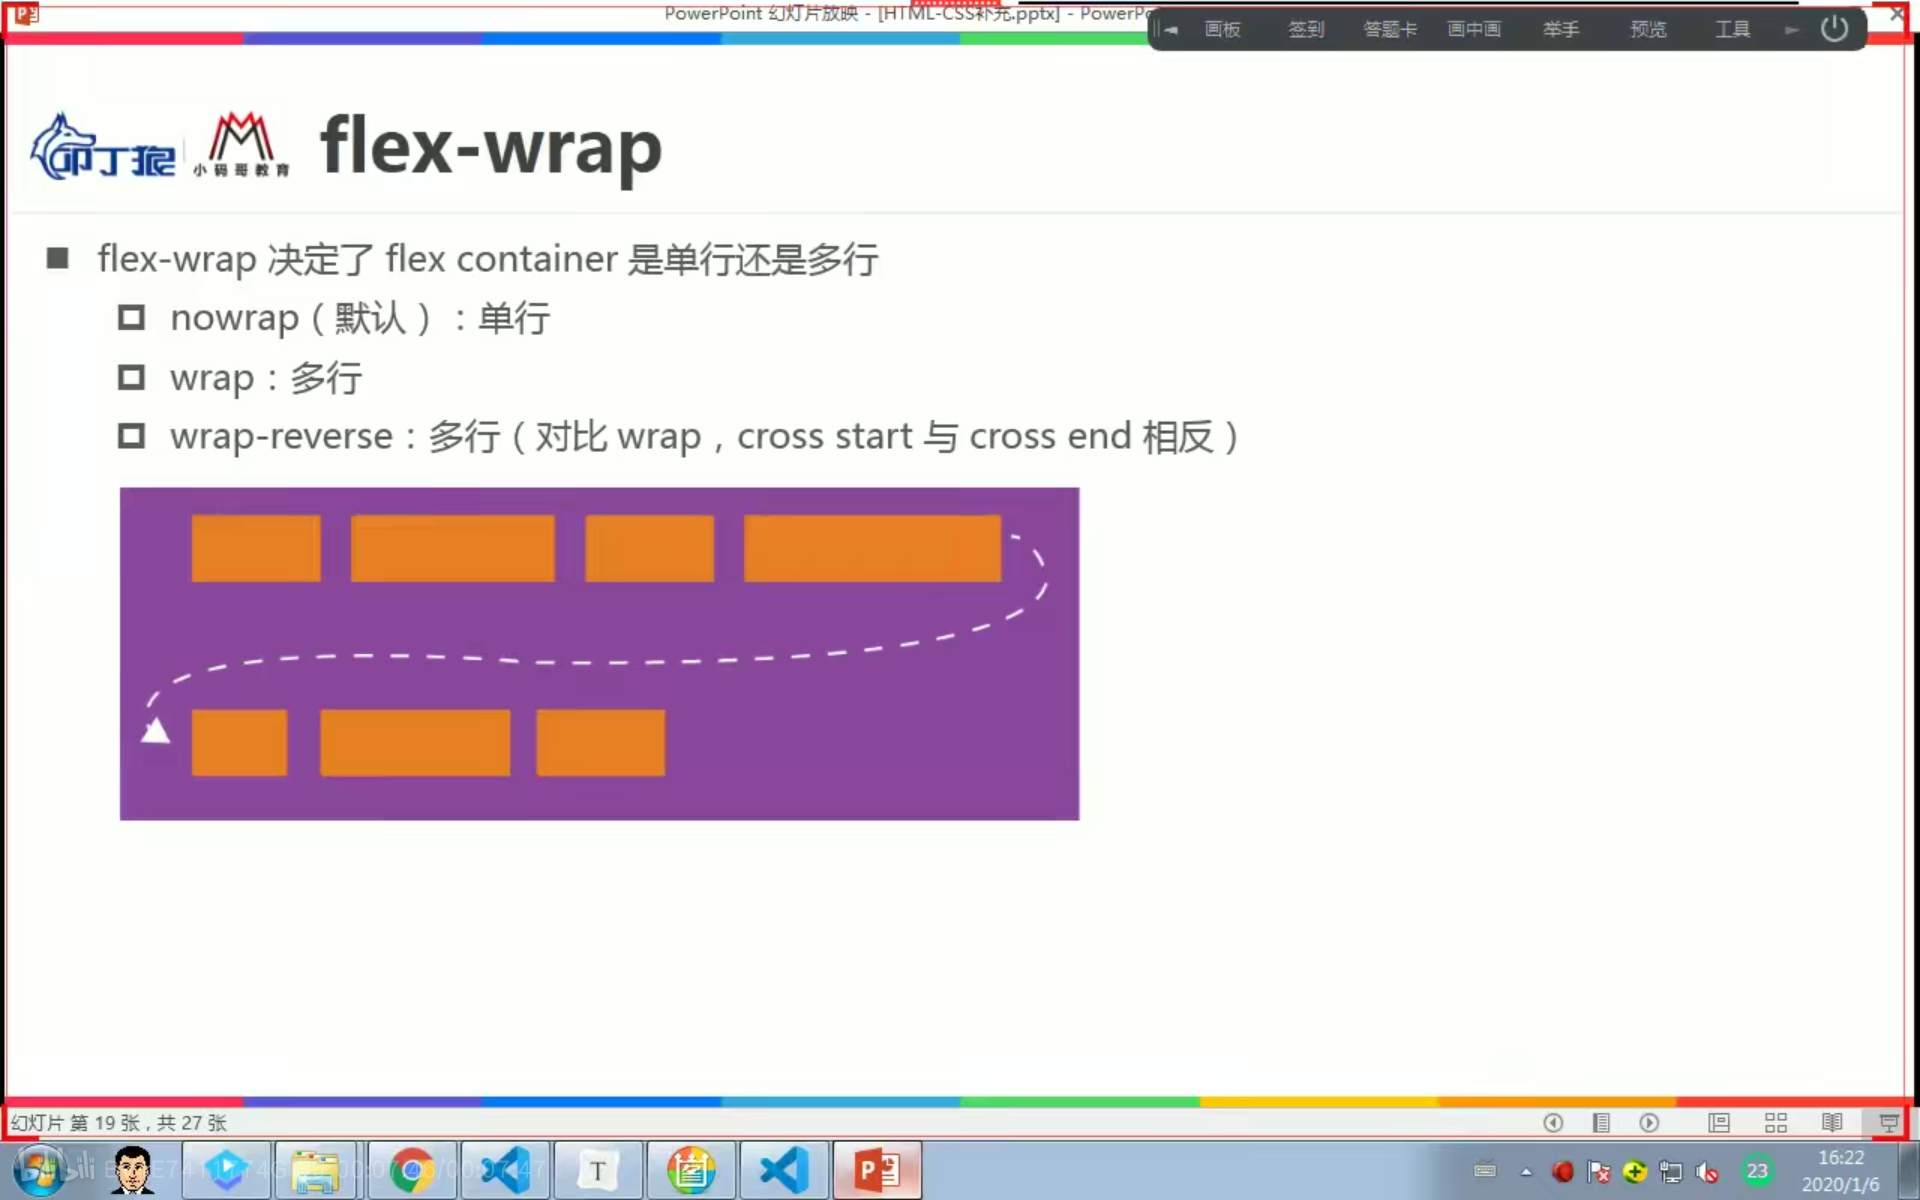 PowerPoint 幻灯片放映 - [HTML-CSS补充.pptx] - PowerPo
画板 签到 答题卡 画中画 举手 预览 工具
叩丁狼 小码哥教育 flex-wrap
flex-wrap 决定了 flex container 是单行还是多行
nowrap（默认）：单行
wrap：多行
wrap-reverse：多行（对比 wrap，cross start 与 cross end 相反）
幻灯片 第 19 张，共 27 张
T
23
16:22
2020/1/6